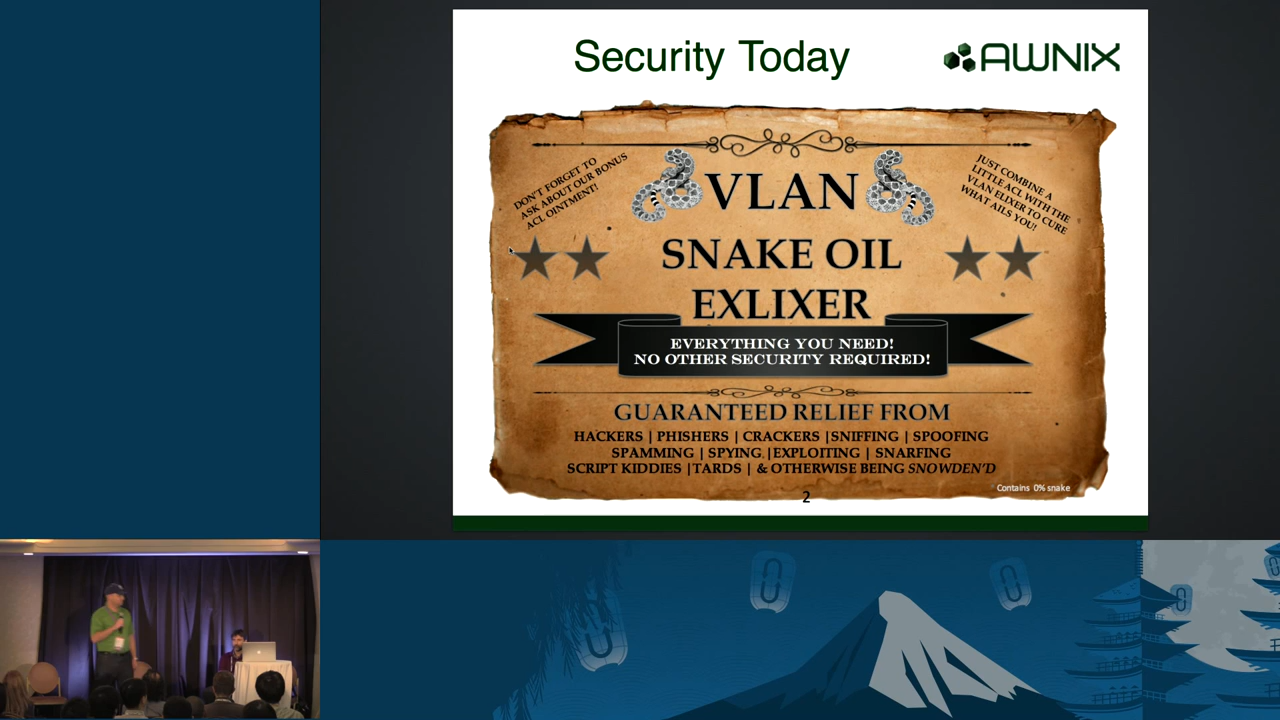 Security Today
AWNIX
DON'T FORGET TO
ASK ABOUT OUR BONUS
ACL OINTMENT!
JUST COMBINE A
LITTLE ACL WITH THE
VLAN ELIXER TO CURE
WHAT AILS YOU!
VLAN
SNAKE OIL
EXLIXER
EVERYTHING YOU NEED!
NO OTHER SECURITY REQUIRED!
GUARANTEED RELIEF FROM
HACKERS | PHISHERS | CRACKERS |SNIFFING | SPOOFING
SPAMMING | SPYING |EXPLOITING | SNARFING
SCRIPT KIDDIES |TARDS | & OTHERWISE BEING SNOWDEN'D
Contains 0% snake
2